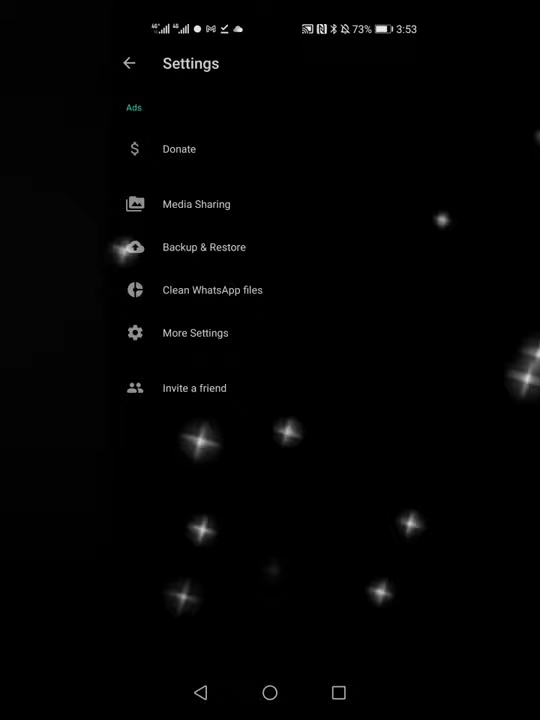 73% 3:53
Settings
Ads
Donate
Media Sharing
Backup & Restore
Clean WhatsApp files
More Settings
Invite a friend